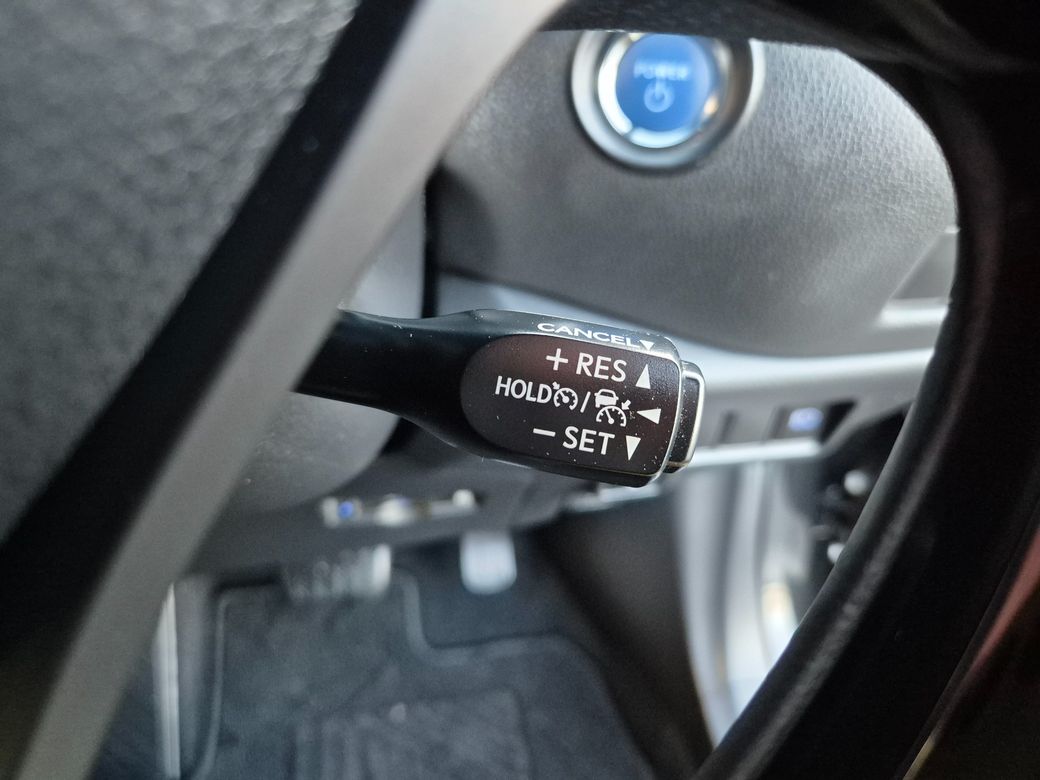 POWER
CANCEL▼
+ RES ▲
HOLD / ◄
– SET ▼